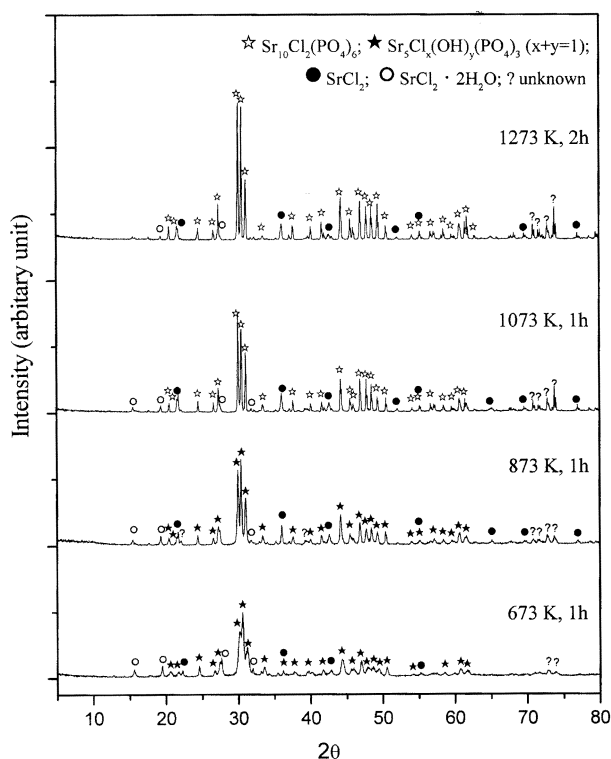 ☆ Sr₁₀Cl₂(PO₄)₆; ★ Sr₅Clₓ(OH)ᵧ(PO₄)₃ (x+y=1);
● SrCl₂; ○ SrCl₂ · 2H₂O; ? unknown
1273 K, 2h
? ? ? ?
1073 K, 1h
? ? ? ?
873 K, 1h
? ? ? ? ? ?
673 K, 1h
? ?
Intensity (arbitary unit)
10 20 30 40 50 60 70 80
2θ